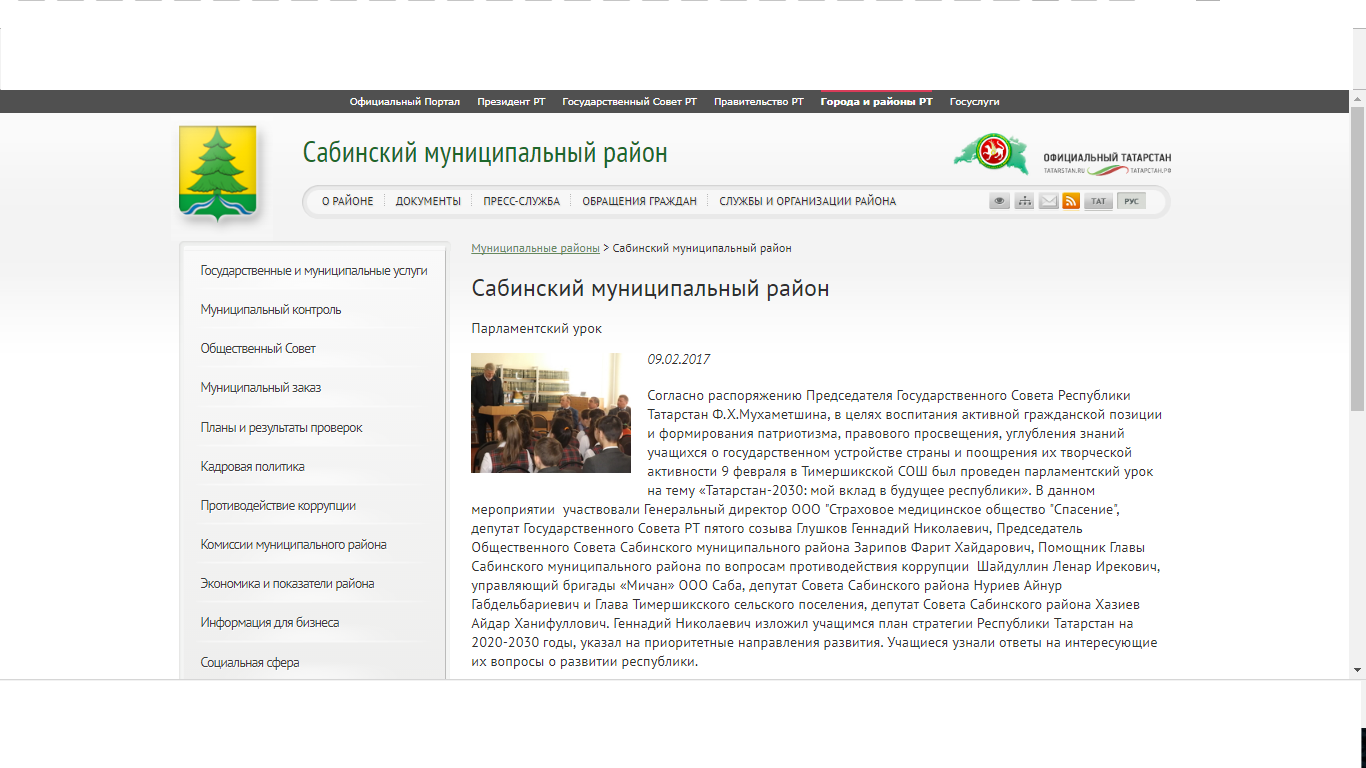 Официальный Портал Президент РТ Государственный Совет РТ Правительство РТ Города и районы РТ Госуслуги
Сабинский муниципальный район
ОФИЦИАЛЬНЫЙ ТАТАРСТАН
TATARSTAN.RU ТАТАРСТАН.РФ
О РАЙОНЕ ДОКУМЕНТЫ ПРЕСС-СЛУЖБА ОБРАЩЕНИЯ ГРАЖДАН СЛУЖБЫ И ОРГАНИЗАЦИИ РАЙОНА ТАТ РУС
Государственные и муниципальные услуги
Муниципальный контроль
Общественный Совет
Муниципальный заказ
Планы и результаты проверок
Кадровая политика
Противодействие коррупции
Комиссии муниципального района
Экономика и показатели района
Информация для бизнеса
Социальная сфера
Муниципальные районы > Сабинский муниципальный район
Сабинский муниципальный район
Парламентский урок
09.02.2017
Согласно распоряжению Председателя Государственного Совета Республики
Татарстан Ф.Х.Мухаметшина, в целях воспитания активной гражданской позиции
и формирования патриотизма, правового просвещения, углубления знаний
учащихся о государственном устройстве страны и поощрения их творческой
активности 9 февраля в Тимершикской СОШ был проведен парламентский урок
на тему «Татарстан-2030: мой вклад в будущее республики». В данном
мероприятии  участвовали Генеральный директор ООО "Страховое медицинское общество "Спасение",
депутат Государственного Совета РТ пятого созыва Глушков Геннадий Николаевич, Председатель
Общественного Совета Сабинского муниципального района Зарипов Фарит Хайдарович, Помощник Главы
Сабинского муниципального района по вопросам противодействия коррупции  Шайдуллин Ленар Ирекович,
управляющий бригады «Мичан» ООО Саба, депутат Совета Сабинского района Нуриев Айнур
Габдельбариевич и Глава Тимершикского сельского поселения, депутат Совета Сабинского района Хазиев
Айдар Ханифуллович. Геннадий Николаевич изложил учащимся план стратегии Республики Татарстан на
2020-2030 годы, указал на приоритетные направления развития. Учащиеся узнали ответы на интересующие
их вопросы о развитии республики.